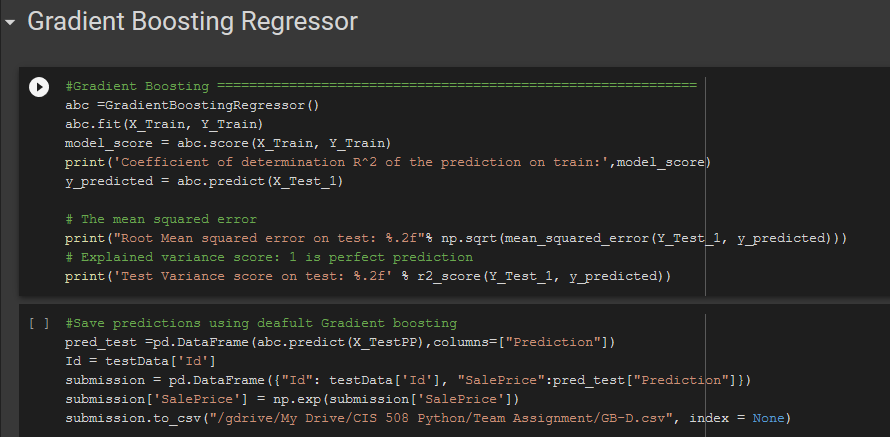 Gradient Boosting Regressor
#Gradient Boosting ============================================================
abc =GradientBoostingRegressor()
abc.fit(X_Train, Y_Train)
model_score = abc.score(X_Train, Y_Train)
print('Coefficient of determination R^2 of the prediction on train:',model_score)
y_predicted = abc.predict(X_Test_1)
# The mean squared error
print("Root Mean squared error on test: %.2f"% np.sqrt(mean_squared_error(Y_Test_1, y_predicted)))
# Explained variance score: 1 is perfect prediction
print('Test Variance score on test: %.2f' % r2_score(Y_Test_1, y_predicted))
[ ] #Save predictions using deafult Gradient boosting
pred_test =pd.DataFrame(abc.predict(X_TestPP),columns=["Prediction"])
Id = testData['Id']
submission = pd.DataFrame({"Id": testData['Id'], "SalePrice":pred_test["Prediction"]})
submission['SalePrice'] = np.exp(submission['SalePrice'])
submission.to_csv("/gdrive/My Drive/CIS 508 Python/Team Assignment/GB-D.csv", index = None)